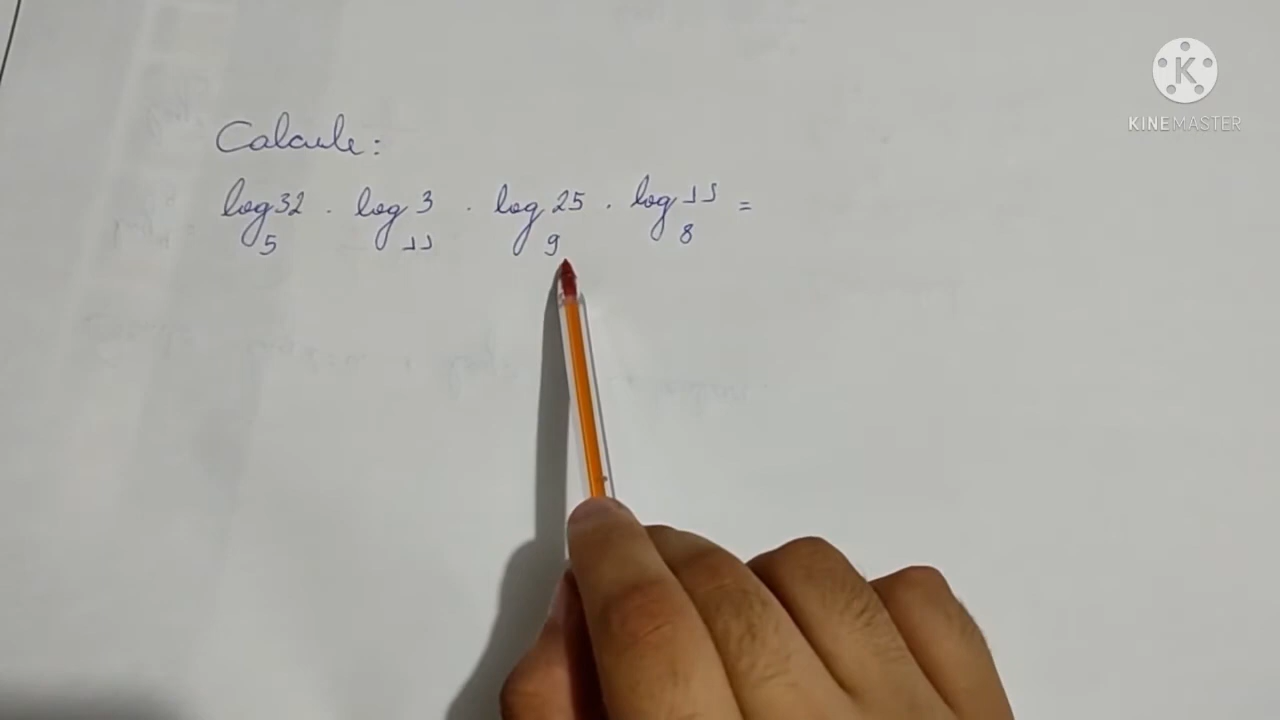 Calcule:
log₅32 . log₁₁3 . log₉25 . log₈11 =
K
KINEMASTER